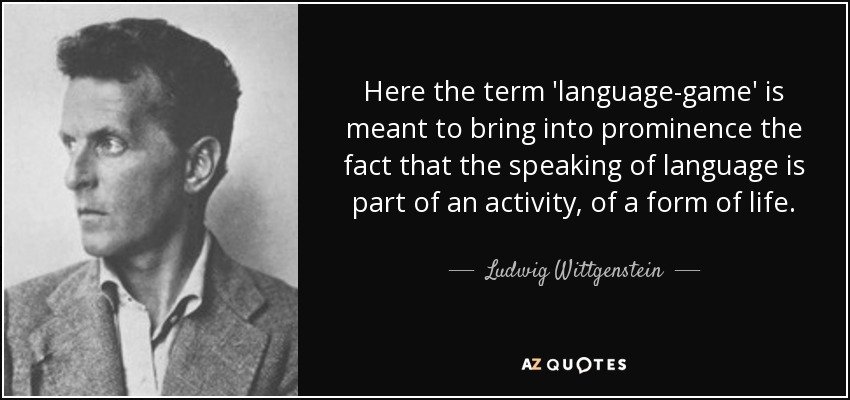 Here the term 'language-game' is
meant to bring into prominence the
fact that the speaking of language is
part of an activity, of a form of life.
Ludwig Wittgenstein
AZ QUOTES